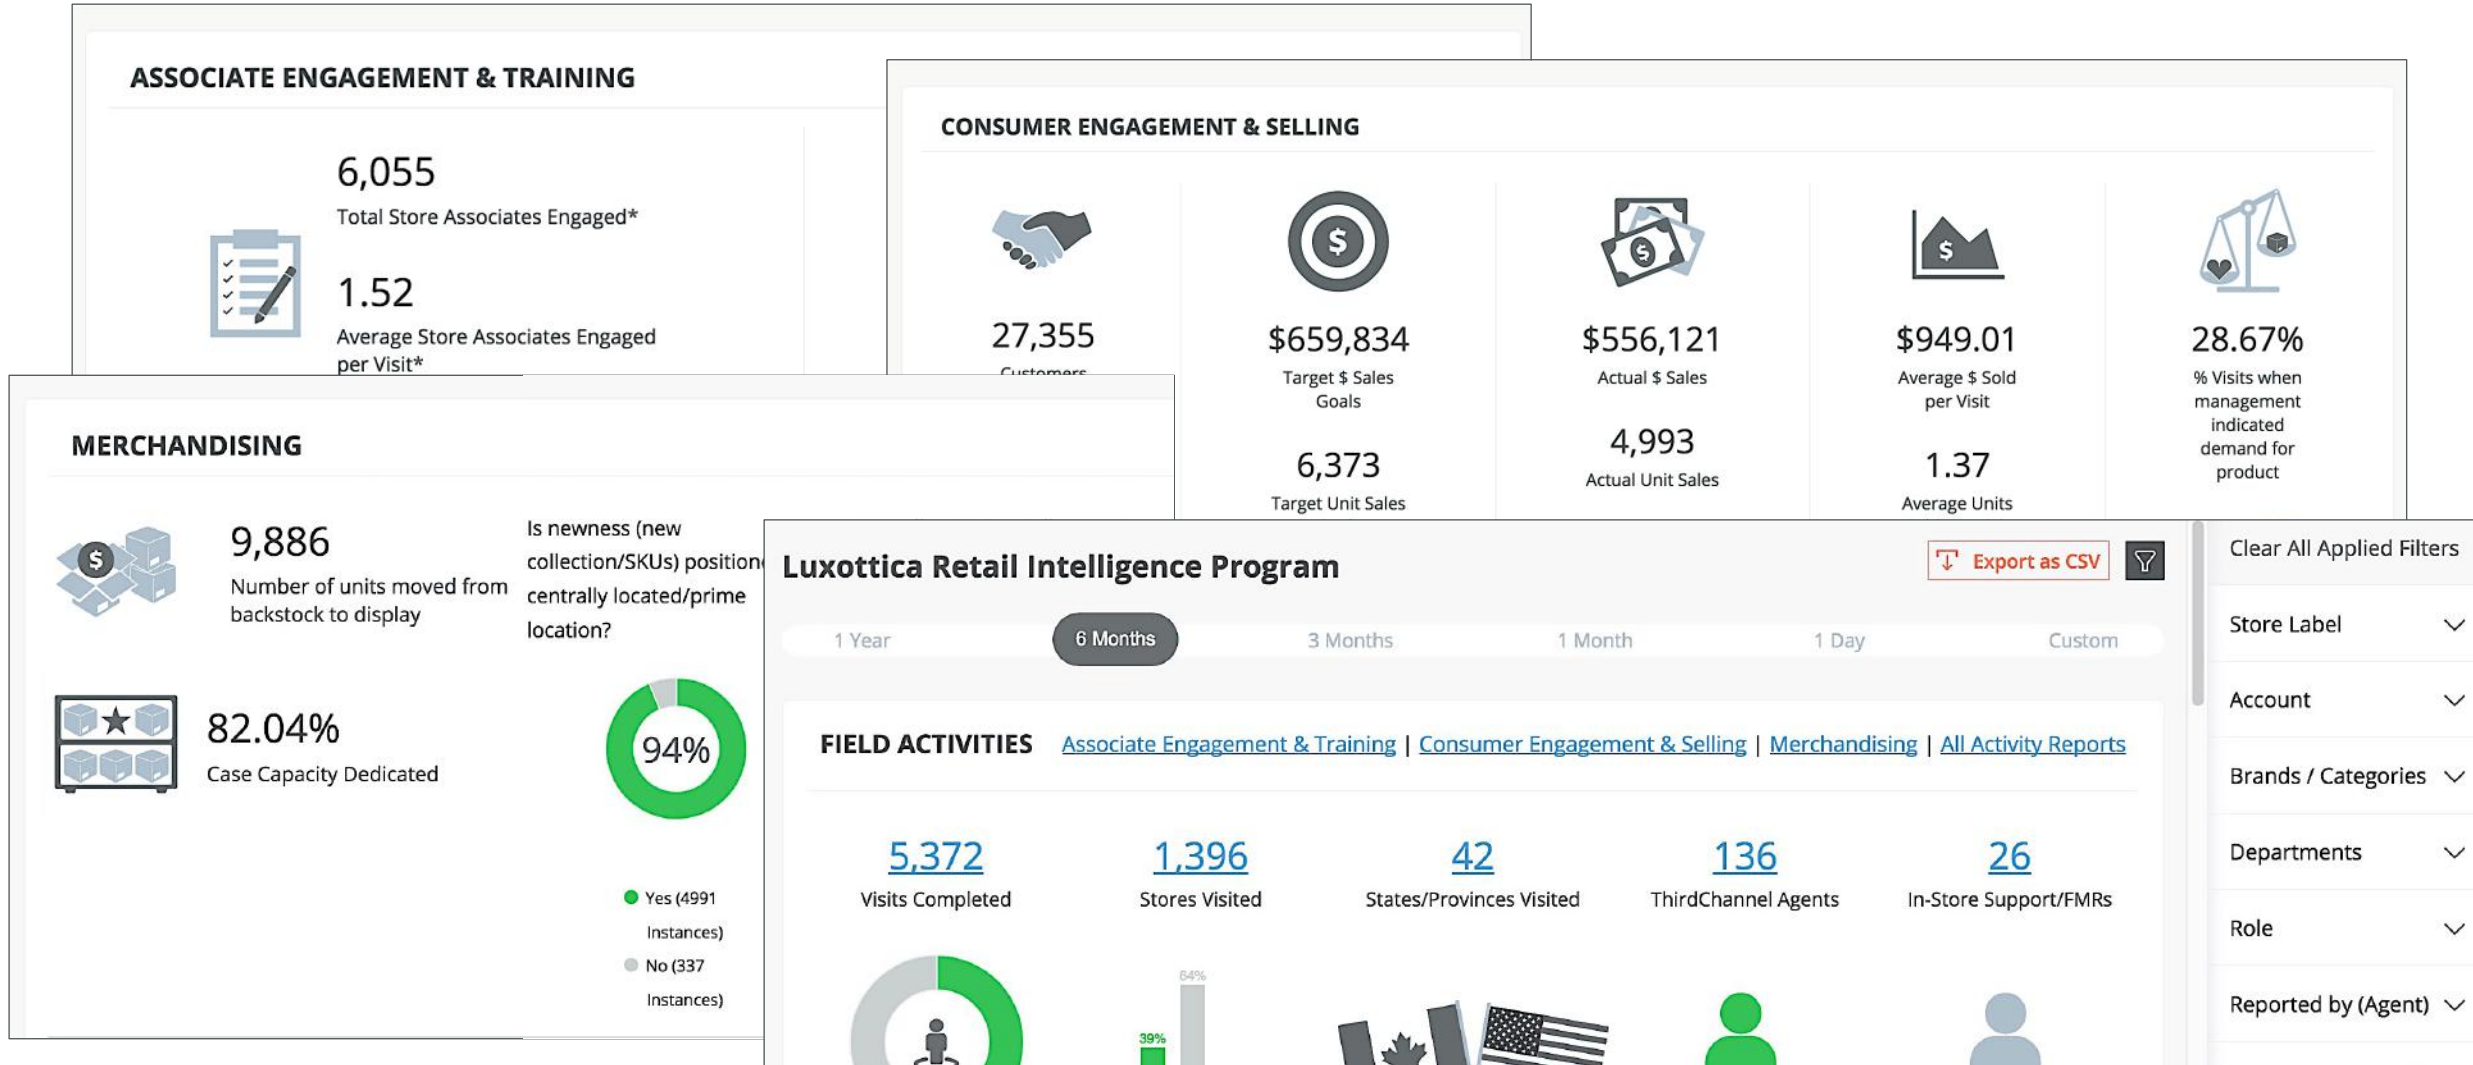 ASSOCIATE ENGAGEMENT & TRAINING
6,055
Total Store Associates Engaged*
1.52
Average Store Associates Engaged
per Visit*
CONSUMER ENGAGEMENT & SELLING
27,355
Customers
$659,834
Target $ Sales
Goals
6,373
Target Unit Sales
$556,121
Actual $ Sales
4,993
Actual Unit Sales
$949.01
Average $ Sold
per Visit
1.37
Average Units
28.67%
% Visits when
management
indicated
demand for
product
MERCHANDISING
9,886
Number of units moved from
backstock to display
82.04%
Case Capacity Dedicated
Is newness (new
collection/SKUs) position
centrally located/prime
location?
94%
Yes (4991
Instances)
No (337
Instances)
Luxottica Retail Intelligence Program
Export as CSV
1 Year 6 Months 3 Months 1 Month 1 Day Custom
FIELD ACTIVITIES Associate Engagement & Training | Consumer Engagement & Selling | Merchandising | All Activity Reports
5,372
Visits Completed
1,396
Stores Visited
42
States/Provinces Visited
136
ThirdChannel Agents
26
In-Store Support/FMRs
64%
39%
Clear All Applied Filters
Store Label
Account
Brands / Categories
Departments
Role
Reported by (Agent)